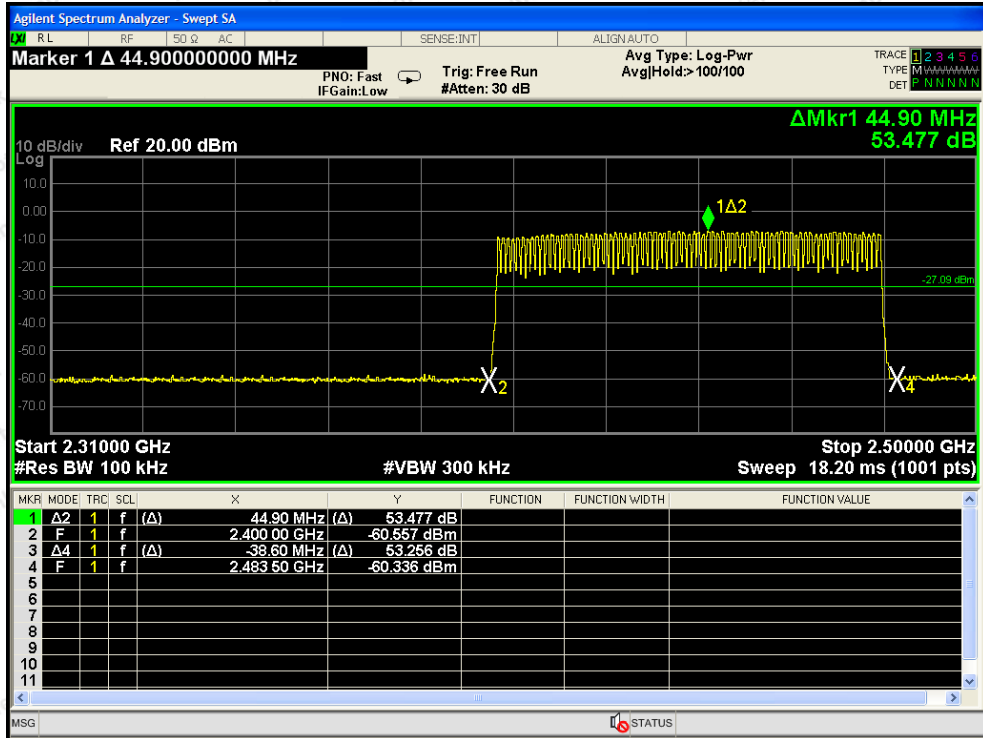 Agilent Spectrum Analyzer - Swept SA
LXI RL RF 50 Ω AC SENSE:INT ALIGN AUTO
Marker 1 Δ 44.900000000 MHz
PNO: Fast
IFGain:Low
Trig: Free Run
#Atten: 30 dB
Avg Type: Log-Pwr
Avg|Hold:>100/100
TRACE 1 2 3 4 5 6
TYPE M W W W W W
DET P N N N N N
ΔMkr1 44.90 MHz
53.477 dB
10 dB/div Ref 20.00 dBm
Log
10.0
0.00
1Δ2
-10.0
-20.0
-27.09 dBm
-30.0
-40.0
-50.0
-60.0
2
4
-70.0
Start 2.31000 GHz Stop 2.50000 GHz
#Res BW 100 kHz #VBW 300 kHz Sweep 18.20 ms (1001 pts)
MKR MODE TRC SCL X Y FUNCTION FUNCTION WIDTH FUNCTION VALUE
1 Δ2 1 f (Δ) 44.90 MHz (Δ) 53.477 dB
2 F 1 f 2.400 00 GHz -60.557 dBm
3 Δ4 1 f (Δ) -38.60 MHz (Δ) 53.256 dB
4 F 1 f 2.483 50 GHz -60.336 dBm
5
6
7
8
9
10
11
MSG STATUS